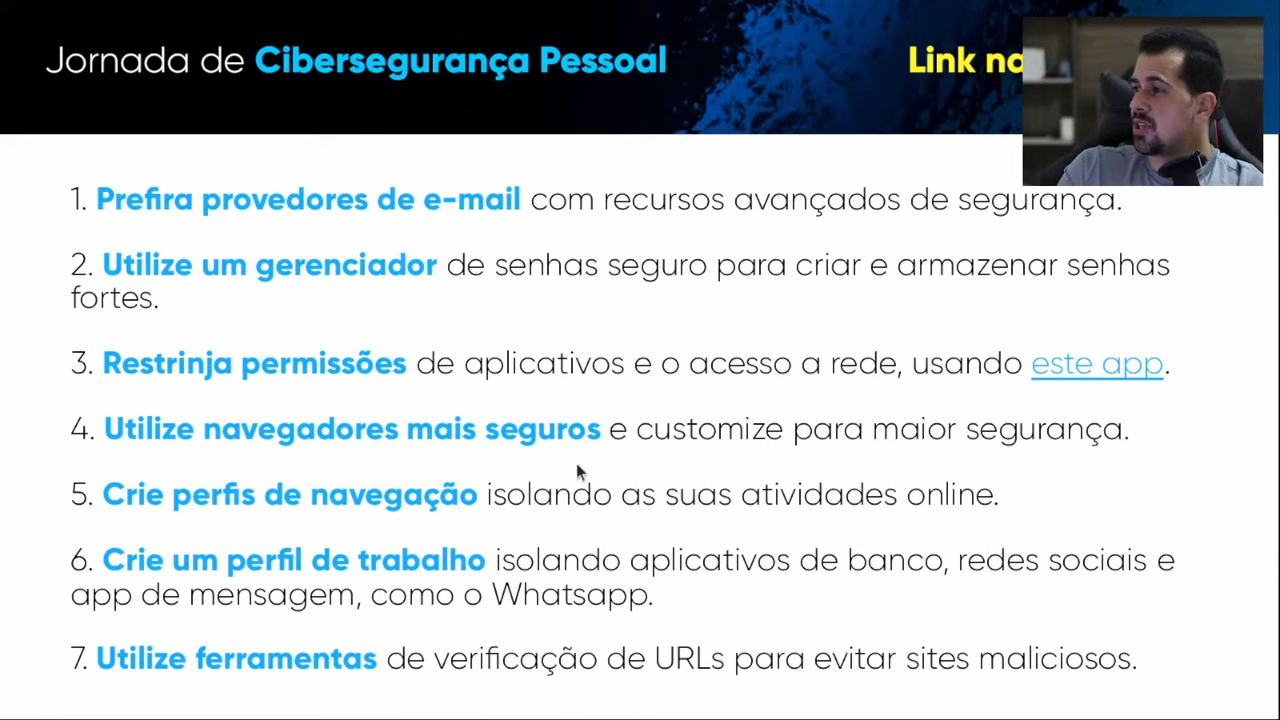 Jornada de Cibersegurança Pessoal
Link
1. Prefira provedores de e-mail com recursos avançados de segurança.
2. Utilize um gerenciador de senhas seguro para criar e armazenar senhas
fortes.
3. Restrinja permissões de aplicativos e o acesso a rede, usando este app.
4. Utilize navegadores mais seguros e customize para maior segurança.
5. Crie perfis de navegação isolando as suas atividades online.
6. Crie um perfil de trabalho isolando aplicativos de banco, redes sociais e
app de mensagem, como o Whatsapp.
7. Utilize ferramentas de verificação de URLs para evitar sites maliciosos.